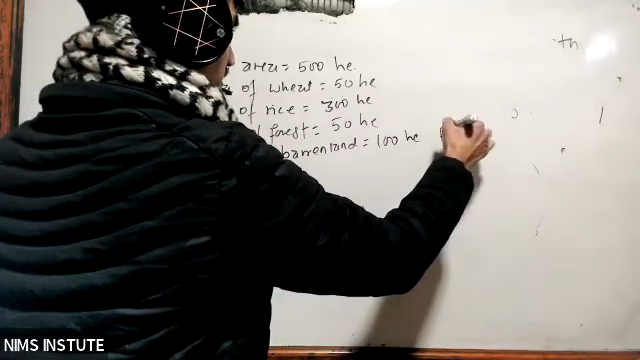 th
area = 500 he.
of wheat = 50 he
of rice = 300 he
forest = 50 he
barrenland = 100 he
NIMS INSTUTE